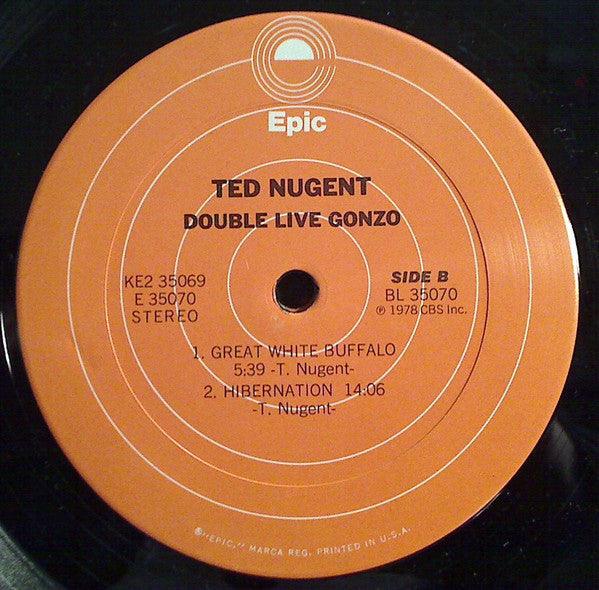 Epic
TED NUGENT
DOUBLE LIVE GONZO
KE2 35069
E 35070
STEREO
SIDE B
BL 35070
℗ 1978 CBS Inc.
1. GREAT WHITE BUFFALO
5:39 -T. Nugent-
2. HIBERNATION 14:06
-T. Nugent-
®"EPIC," MARCA REG. PRINTED IN U.S.A.